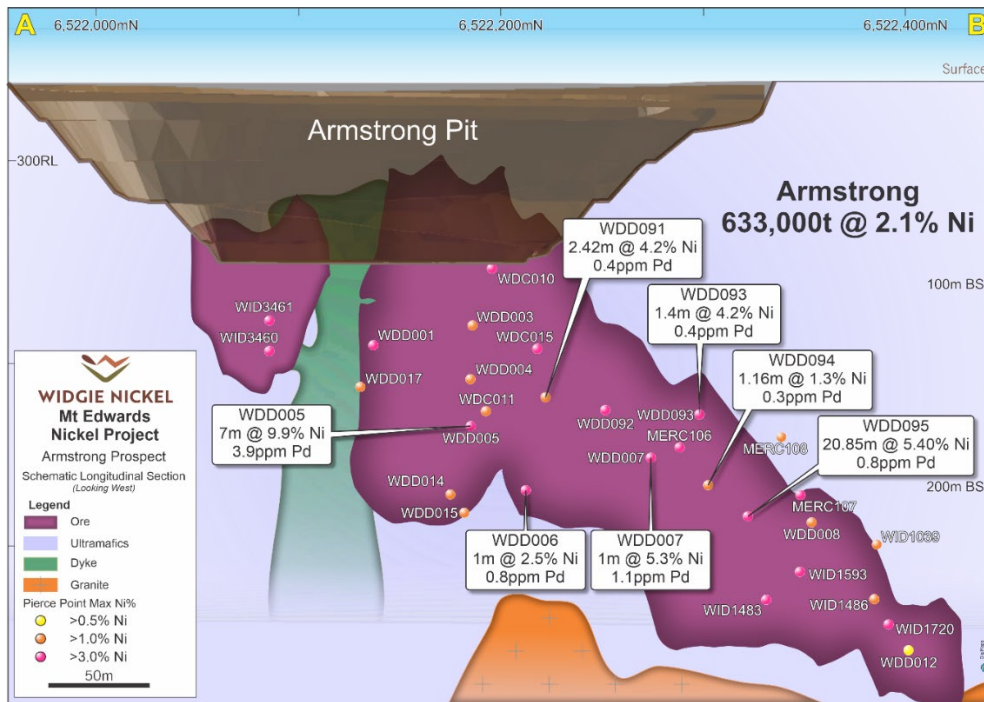 A
6,522,000mN
6,522,200mN
6,522,400mN
B
Surface
Armstrong Pit
300RL
Armstrong
633,000t @ 2.1% Ni
WDD091
2.42m @ 4.2% Ni
0.4ppm Pd
WDC010
100m BS
WDD093
1.4m @ 4.2% Ni
0.4ppm Pd
WID3461
WDD003
WID3460
WDD001
WDC015
WDD094
1.16m @ 1.3% Ni
0.3ppm Pd
WDD017
WDD004
WDC011
WDD005
7m @ 9.9% Ni
3.9ppm Pd
WDD005
WDD092
WDD093
MERC106
MERC108
WDD095
20.85m @ 5.40% Ni
0.8ppm Pd
WDD007
WDD014
WDD015
200m BS
MERC107
WDD008
WID1039
WDD006
1m @ 2.5% Ni
0.8ppm Pd
WDD007
1m @ 5.3% Ni
1.1ppm Pd
WID1593
WID1483
WID1486
WID1720
WDD012
WIDGIE NICKEL
Mt Edwards
Nickel Project
Armstrong Prospect
Schematic Longitudinal Section
(Looking West)
Legend
Ore
Ultramafics
Dyke
Granite
Pierce Point Max Ni%
>0.5% Ni
>1.0% Ni
>3.0% Ni
50m